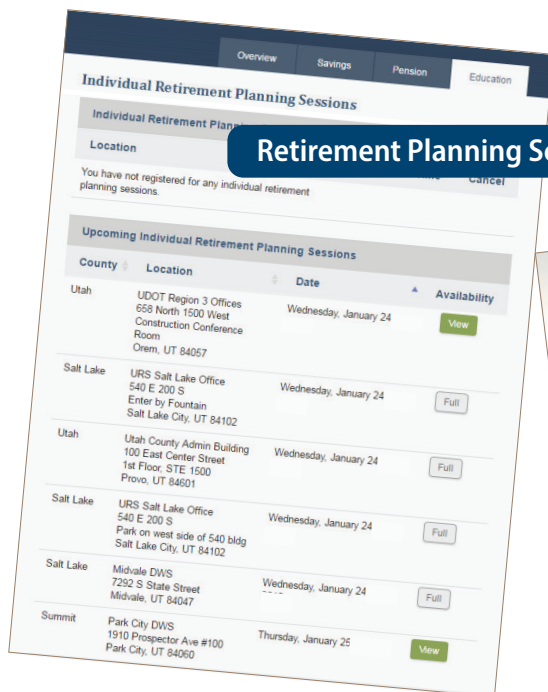 Overview Savings Pension Education
Individual Retirement Planning Sessions
Individual Retirement
Retirement Planning
Location Cancel
You have not registered for any individual retirement
planning sessions.
Upcoming Individual Retirement Planning Sessions
County Location Date Availability
Utah UDOT Region 3 Offices Wednesday, January 24 View
658 North 1500 West
Construction Conference
Room
Orem, UT 84057
Salt Lake URS Salt Lake Office Wednesday, January 24 Full
540 E 200 S
Enter by Fountain
Salt Lake City, UT 84102
Utah Utah County Admin Building Wednesday, January 24 Full
100 East Center Street
1st Floor, STE 1500
Provo, UT 84601
Salt Lake URS Salt Lake Office Wednesday, January 24 Full
540 E 200 S
Park on west side of 540 bldg
Salt Lake City, UT 84102
Salt Lake Midvale DWS Wednesday, January 24 Full
7292 S State Street
Midvale, UT 84047
Summit Park City DWS Thursday, January 25 View
1910 Prospector Ave #100
Park City, UT 84060